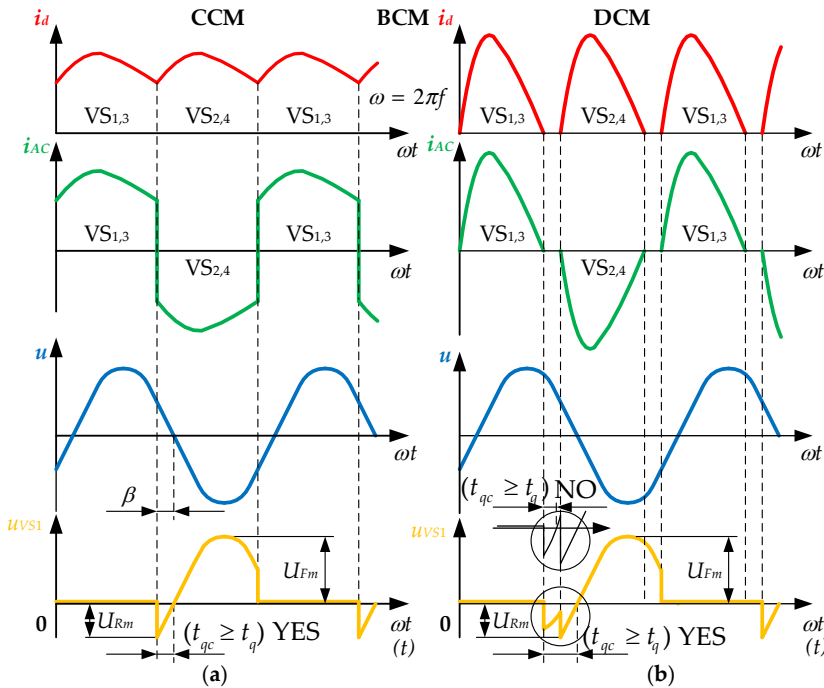 CCM BCM DCM
i_d
VS1,3 VS2,4 VS1,3
ω = 2πf
ωt
i_d
VS1,3 VS2,4 VS1,3
ωt
i_AC
VS1,3 VS2,4 VS1,3
ωt
i_AC
VS1,3 VS2,4 VS1,3
ωt
u
ωt
β
u
ωt
(t_qc ≥ t_q) NO
u_VS1
U_Fm
U_Rm
0
(t_qc ≥ t_q) YES
ωt
(t)
u_VS1
U_Fm
U_Rm
0
(t_qc ≥ t_q) YES
ωt
(t)
(a) (b)